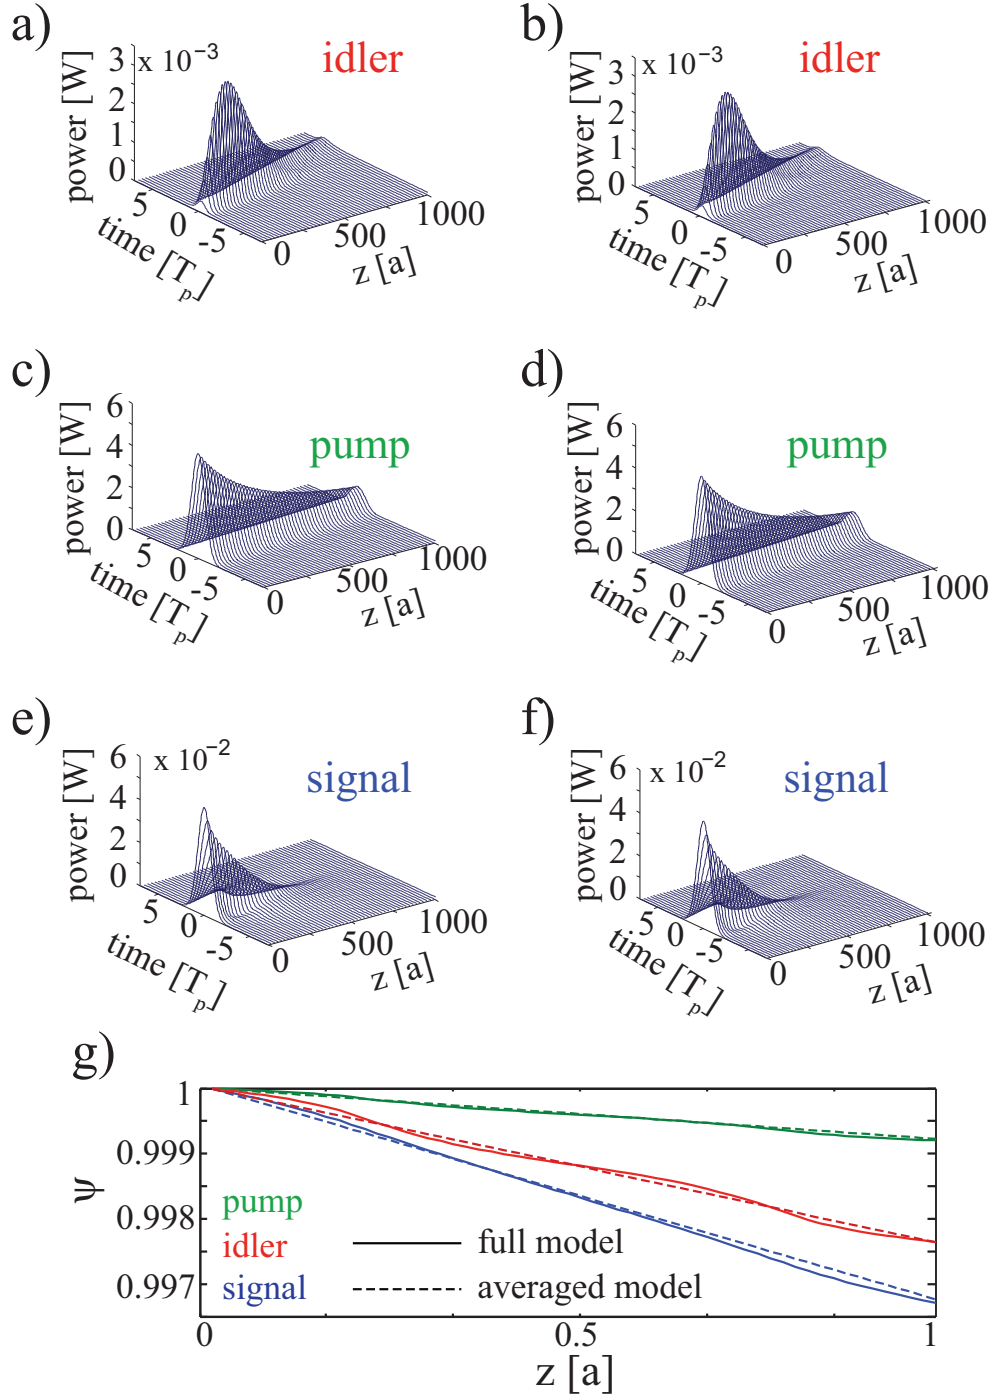 a)
x 10⁻³
idler
power [W]
3
2
2
1
1
0
5
0
-5
time [Tₚ]
0
500
1000
z [a]
b)
x 10⁻³
idler
power [W]
3
2
1
0
5
0
-5
time [Tₚ]
0
500
1000
z [a]
c)
pump
power [W]
6
4
2
0
5
0
-5
time [Tₚ]
0
500
1000
z [a]
d)
pump
power [W]
6
4
2
0
5
0
-5
time [Tₚ]
0
500
1000
z [a]
e)
x 10⁻²
signal
power [W]
6
4
2
0
5
0
-5
time [Tₚ]
0
500
1000
z [a]
f)
x 10⁻²
signal
power [W]
6
4
2
0
5
0
-5
time [Tₚ]
0
500
1000
z [a]
g)
1
0.999
0.998
0.997
ψ
pump
idler
signal
full model
averaged model
0
0.5
1
z [a]